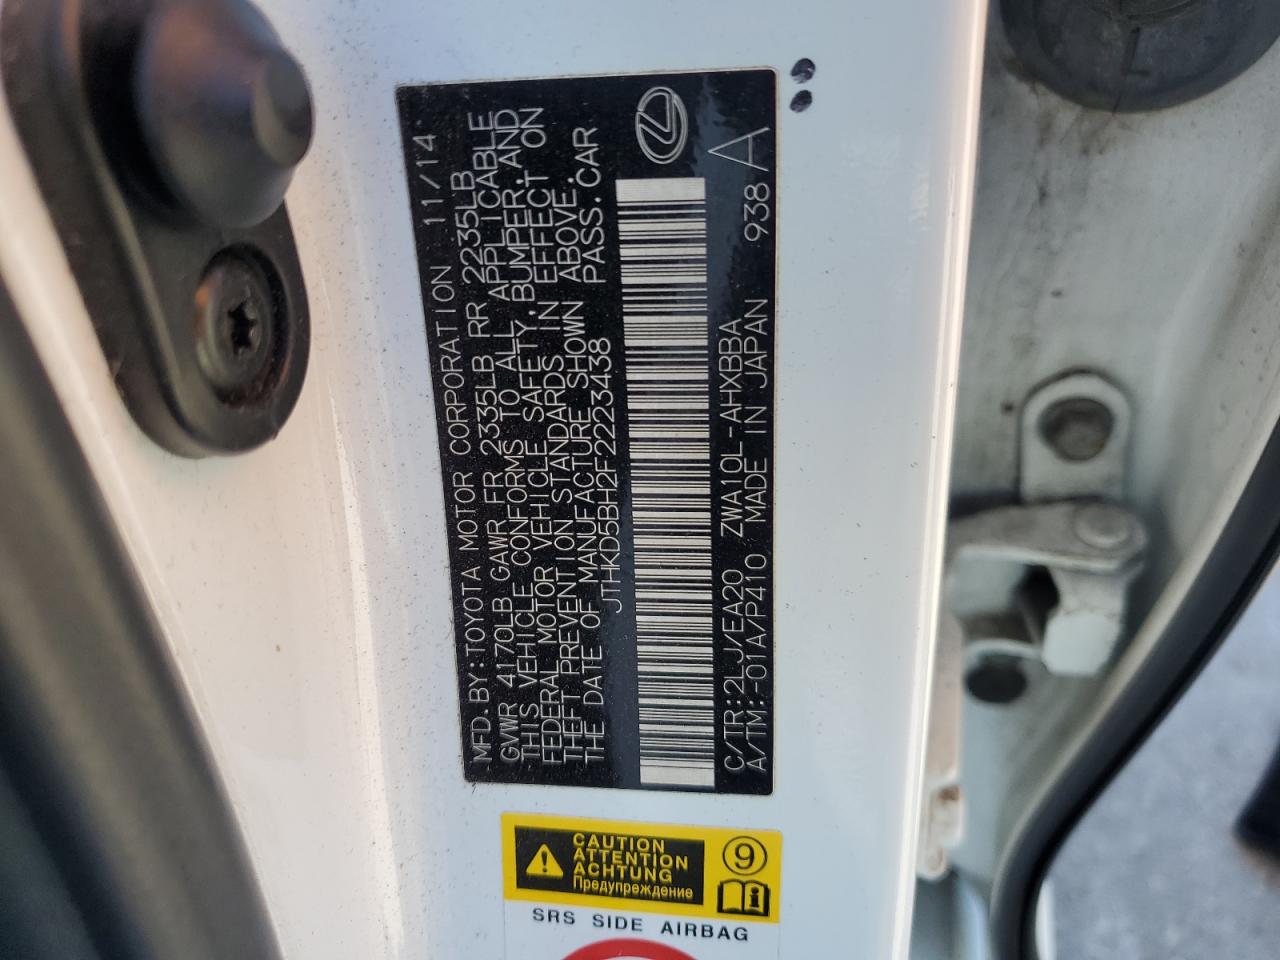 MFD.BY:TOYOTA MOTOR CORPORATION 11/14
GVWR 4170LB GAWR FR 2335LB RR 2235LB
THIS VEHICLE CONFORMS TO ALL APPLICABLE
FEDERAL MOTOR VEHICLE SAFETY,BUMPER,AND
THEFT PREVENTION STANDARDS IN EFFECT ON
THE DATE OF MANUFACTURE SHOWN ABOVE.
JTHKD5BH2F2223438 PASS.CAR
C/TR:2LJ/EA20 ZWA10L-AHXBBA 938 A
A/TM:-01A/P410 MADE IN JAPAN
CAUTION
ATTENTION
ACHTUNG
Предупреждение
9
SRS SIDE AIRBAG